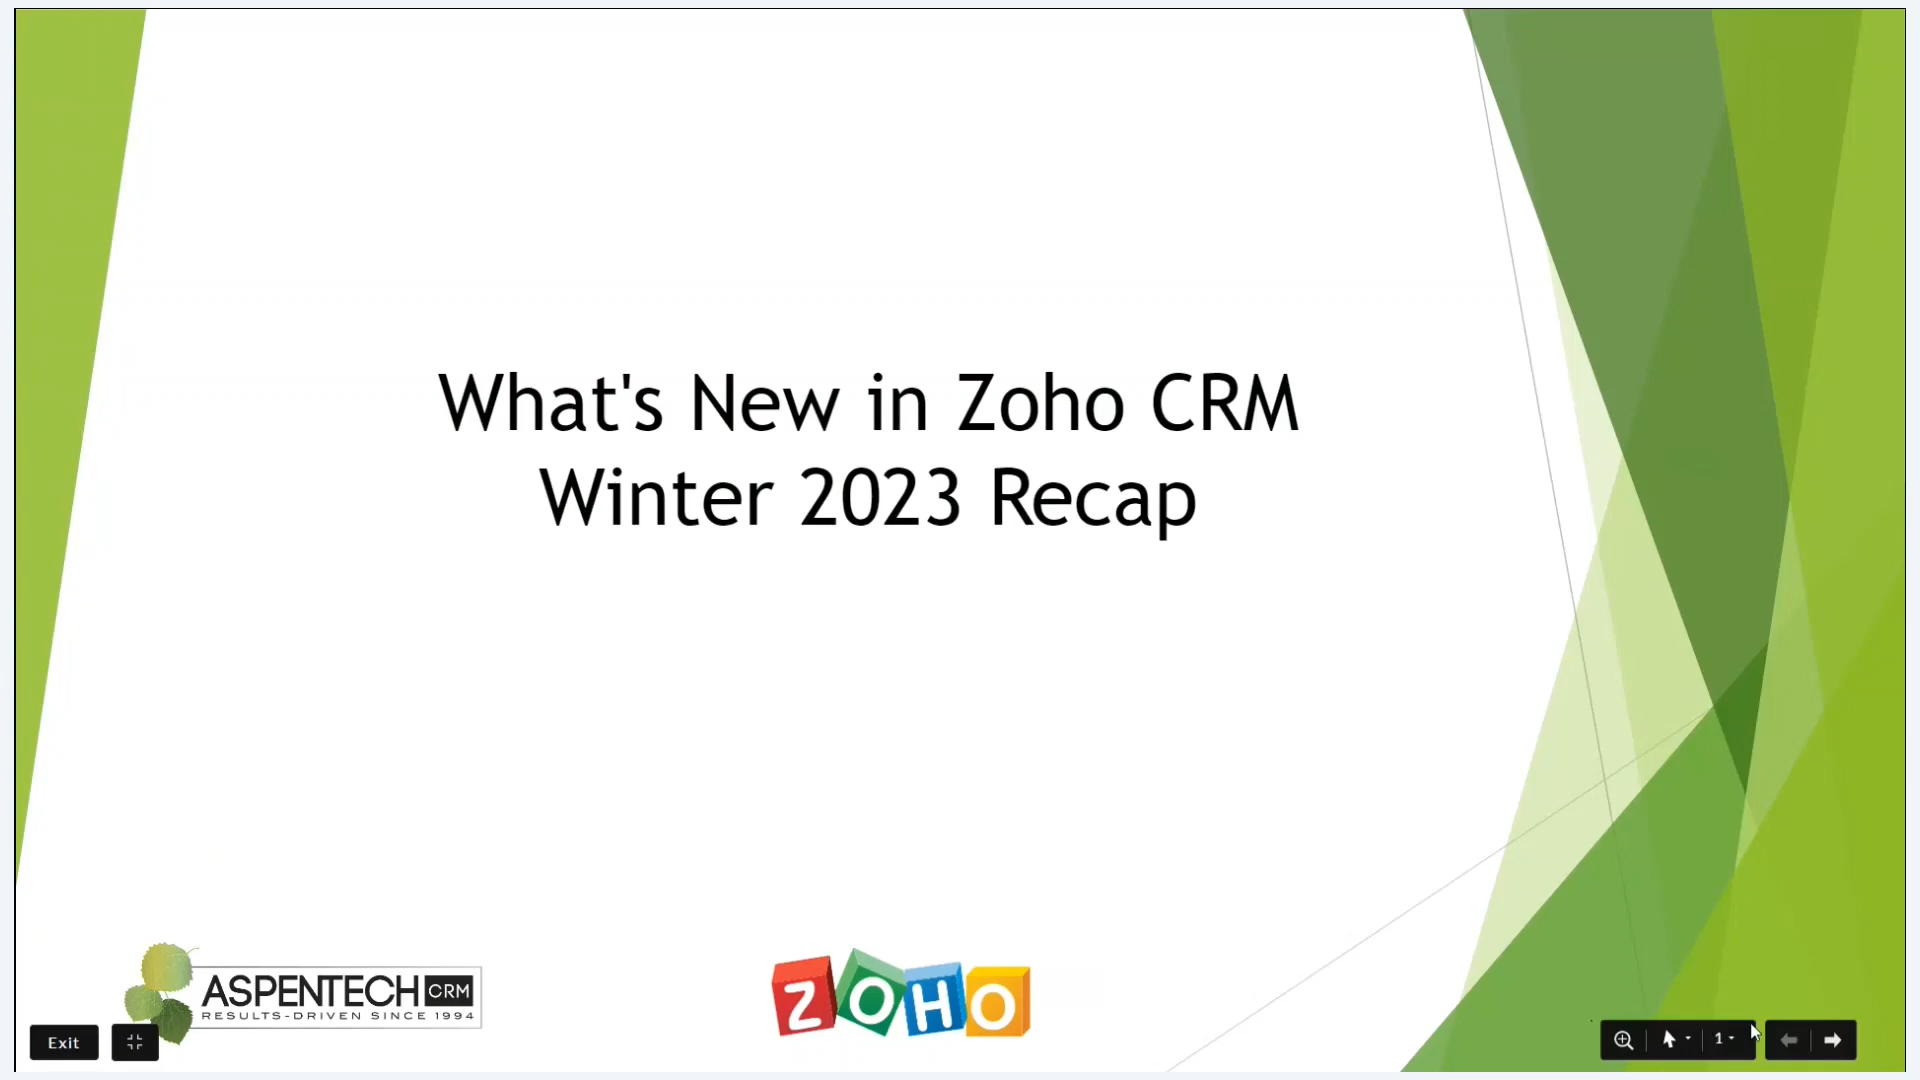 What's New in Zoho CRM
Winter 2023 Recap
ASPENTECH CRM
RESULTS-DRIVEN SINCE 1994
ZOHO
Exit
1